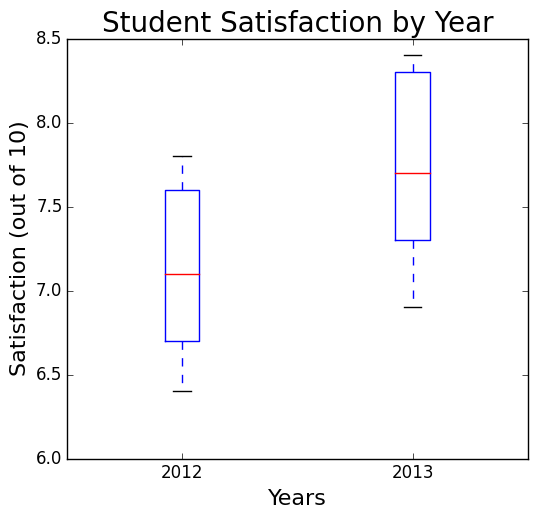 Student Satisfaction by Year
8.5
8.0
7.5
7.0
6.5
6.0
Satisfaction (out of 10)
2012 2013
Years